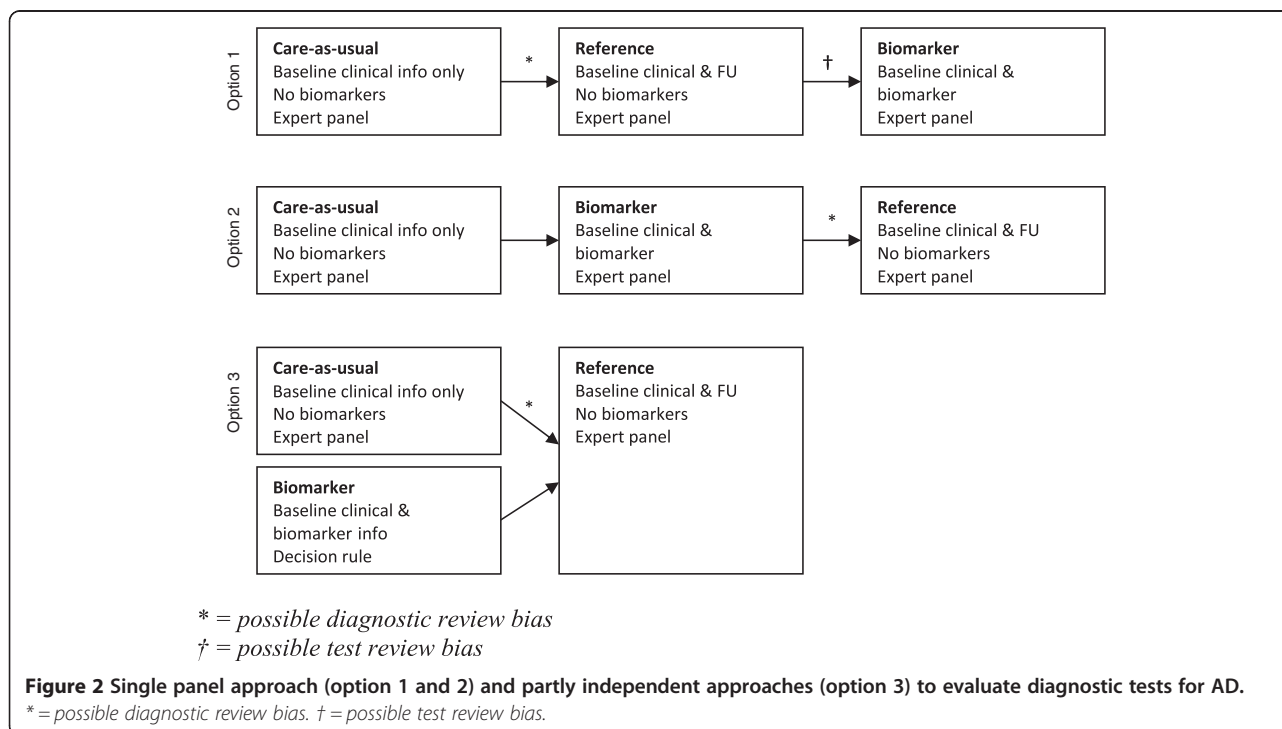 Option 1
Care-as-usual
Baseline clinical info only
No biomarkers
Expert panel
*
Reference
Baseline clinical & FU
No biomarkers
Expert panel
†
Biomarker
Baseline clinical &
biomarker
Expert panel
Option 2
Care-as-usual
Baseline clinical info only
No biomarkers
Expert panel
Biomarker
Baseline clinical &
biomarker
Expert panel
*
Reference
Baseline clinical & FU
No biomarkers
Expert panel
Option 3
Care-as-usual
Baseline clinical info only
No biomarkers
Expert panel
*
Biomarker
Baseline clinical &
biomarker info
Decision rule
Reference
Baseline clinical & FU
No biomarkers
Expert panel
* = possible diagnostic review bias
† = possible test review bias
Figure 2 Single panel approach (option 1 and 2) and partly independent approaches (option 3) to evaluate diagnostic tests for AD.
* = possible diagnostic review bias. † = possible test review bias.